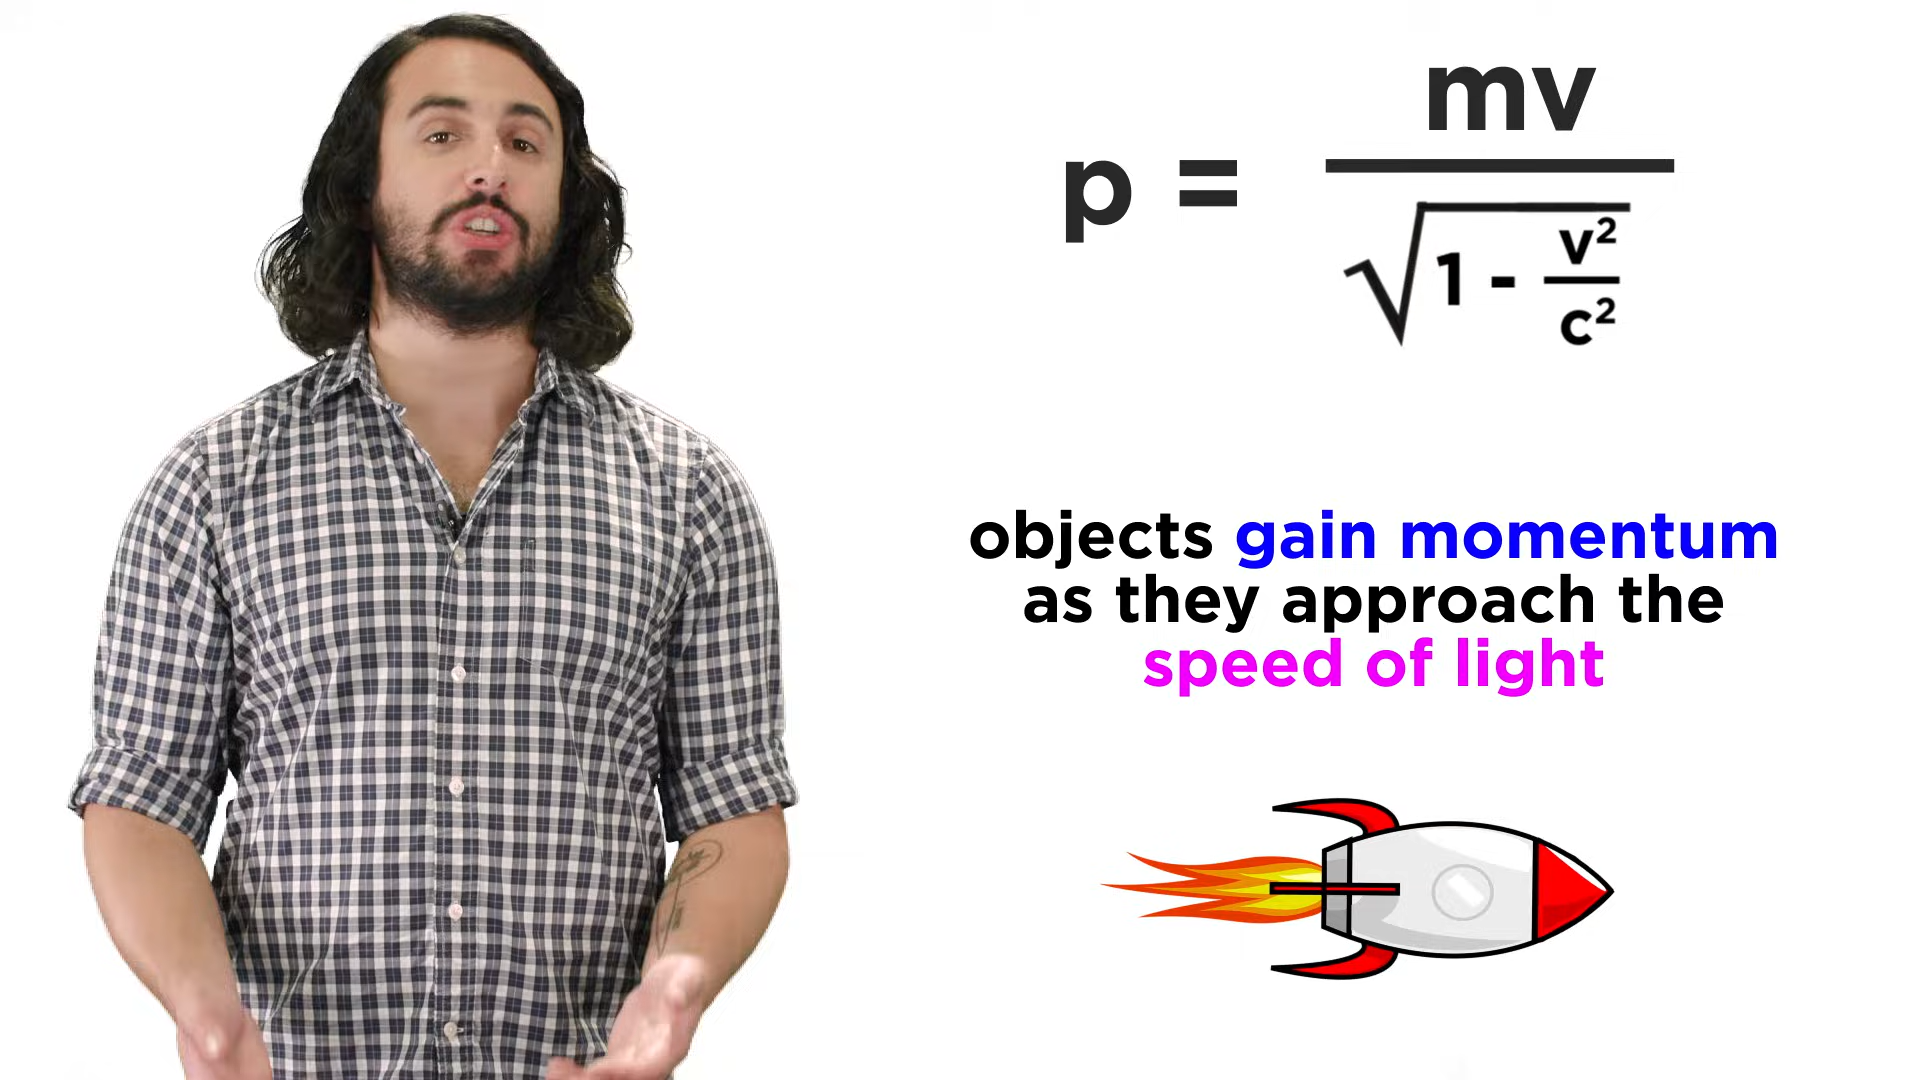 p = mv / √1 - v²/c²
objects gain momentum
as they approach the
speed of light